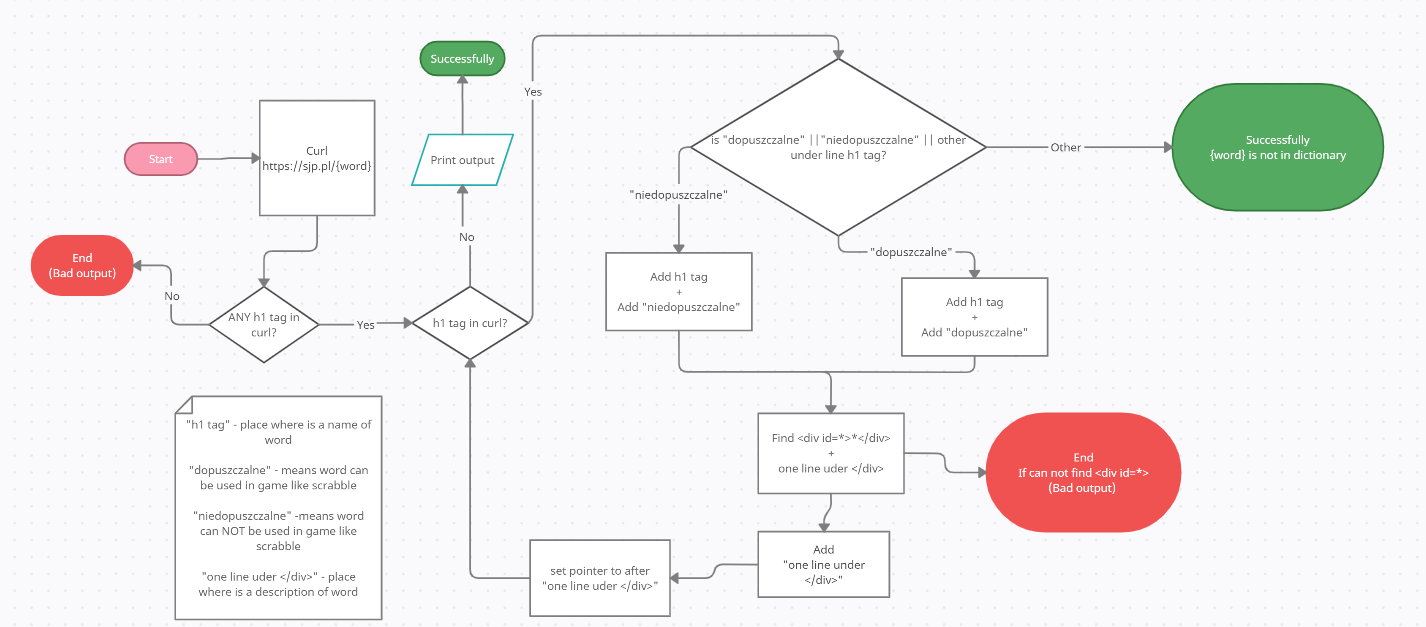 Successfully
Yes
Start
Curl
https://sjp.pl/{word}
Print output
is "dopuszczalne" ||"niedopuszczalne" || other
under line h1 tag?
Other
Successfully
{word} is not in dictionary
"niedopuszczalne"
No
"dopuszczalne"
End
(Bad output)
No
Add h1 tag
+
Add "niedopuszczalne"
Add h1 tag
+
Add "dopuszczalne"
ANY h1 tag in
curl?
Yes
h1 tag in curl?
"h1 tag" - place where is a name of
word
"dopuszczalne" - means word can
be used in game like scrabble
"niedopuszczalne" -means word
can NOT be used in game like
scrabble
"one line uder </div>" - place
where is a description of word
Find <div id=*>*</div>
+
one line uder </div>
End
If can not find <div id=*>
(Bad output)
Add
"one line under
</div>"
set pointer to after
"one line uder </div>"